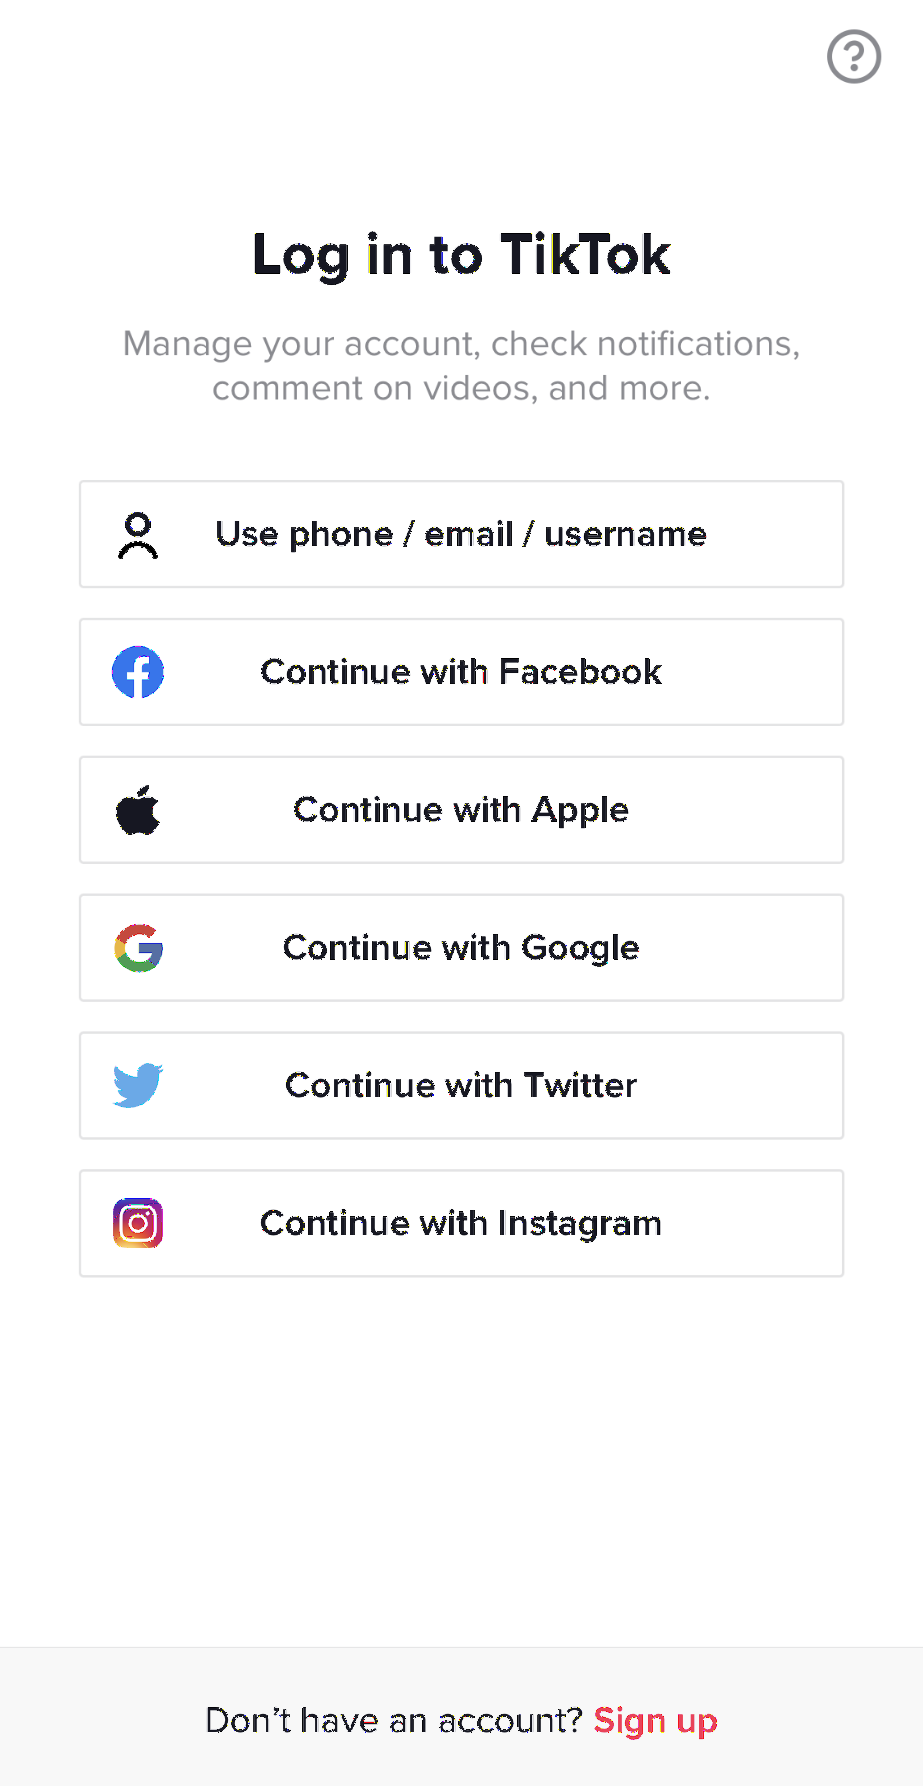 ?
Log in to TikTok
Manage your account, check notifications,
comment on videos, and more.
Use phone / email / username
Continue with Facebook
Continue with Apple
Continue with Google
Continue with Twitter
Continue with Instagram
Don’t have an account? Sign up